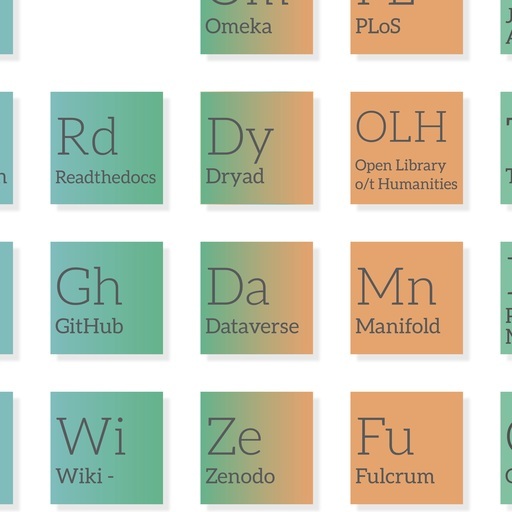 Omeka
PLoS
Rd
Readthedocs
Dy
Dryad
OLH
Open Library
o/t Humanities
Gh
GitHub
Da
Dataverse
Mn
Manifold
Wi
Wiki -
Ze
Zenodo
Fu
Fulcrum